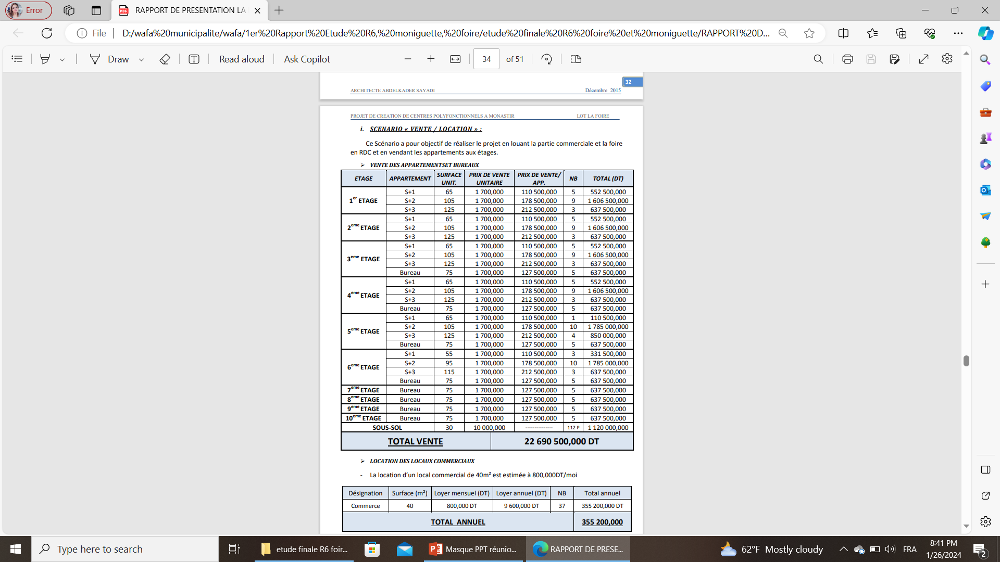 Error
RAPPORT DE PRESENTATION LA
File
D:/wafa%20municipalite/wafa/1er%20Rapport%20Etude%20R6,%20moniguette,%20foire/etude%20finale%20R6%20foire%20et%20moniguette/RAPPORT%20D...
Draw
Read aloud
Ask Copilot
34 of 51
32
ARCHITECTE ABDELKADER SAYADI Décembre 2015
PROJET DE CREATION DE CENTRES POLYFONCTIONNELS A MONASTIR LOT LA FOIRE
i. SCENARIO « VENTE / LOCATION » :
Ce Scénario a pour objectif de réaliser le projet en louant la partie commerciale et la foire
en RDC et en vendant les appartements aux étages.
➢ VENTE DES APPARTEMENTSET BUREAUX
ETAGE APPARTEMENT SURFACE UNIT. PRIX DE VENTE UNITAIRE PRIX DE VENTE/ APP. NB TOTAL (DT)
1er ETAGE
S+1 65 1 700,000 110 500,000 5 552 500,000
S+2 105 1 700,000 178 500,000 9 1 606 500,000
S+3 125 1 700,000 212 500,000 3 637 500,000
2eme ETAGE
S+1 65 1 700,000 110 500,000 5 552 500,000
S+2 105 1 700,000 178 500,000 9 1 606 500,000
S+3 125 1 700,000 212 500,000 3 637 500,000
3eme ETAGE
S+1 65 1 700,000 110 500,000 5 552 500,000
S+2 105 1 700,000 178 500,000 9 1 606 500,000
S+3 125 1 700,000 212 500,000 3 637 500,000
Bureau 75 1 700,000 127 500,000 5 637 500,000
4eme ETAGE
S+1 65 1 700,000 110 500,000 5 552 500,000
S+2 105 1 700,000 178 500,000 9 1 606 500,000
S+3 125 1 700,000 212 500,000 3 637 500,000
Bureau 75 1 700,000 127 500,000 5 637 500,000
5eme ETAGE
S+1 65 1 700,000 110 500,000 1 110 500,000
S+2 105 1 700,000 178 500,000 10 1 785 000,000
S+3 125 1 700,000 212 500,000 4 850 000,000
Bureau 75 1 700,000 127 500,000 5 637 500,000
6eme ETAGE
S+1 55 1 700,000 110 500,000 3 331 500,000
S+2 95 1 700,000 178 500,000 10 1 785 000,000
S+3 115 1 700,000 212 500,000 3 637 500,000
Bureau 75 1 700,000 127 500,000 5 637 500,000
7eme ETAGE Bureau 75 1 700,000 127 500,000 5 637 500,000
8eme ETAGE Bureau 75 1 700,000 127 500,000 5 637 500,000
9eme ETAGE Bureau 75 1 700,000 127 500,000 5 637 500,000
10eme ETAGE Bureau 75 1 700,000 127 500,000 5 637 500,000
SOUS-SOL 30 10 000,000 --------------- 112 P 1 120 000,000
TOTAL VENTE 22 690 500,000 DT
➢ LOCATION DES LOCAUX COMMERCIAUX
- La location d'un local commercial de 40m² est estimée à 800,000DT/moi
Désignation Surface (m²) Loyer mensuel (DT) Loyer annuel (DT) NB Total annuel
Commerce 40 800,000 DT 9 600,000 DT 37 355 200,000 DT
TOTAL ANNUEL 355 200,000
Type here to search
etude finale R6 foir...
Masque PPT réunio...
RAPPORT DE PRESE...
62°F Mostly cloudy
FRA
8:41 PM
1/26/2024
2